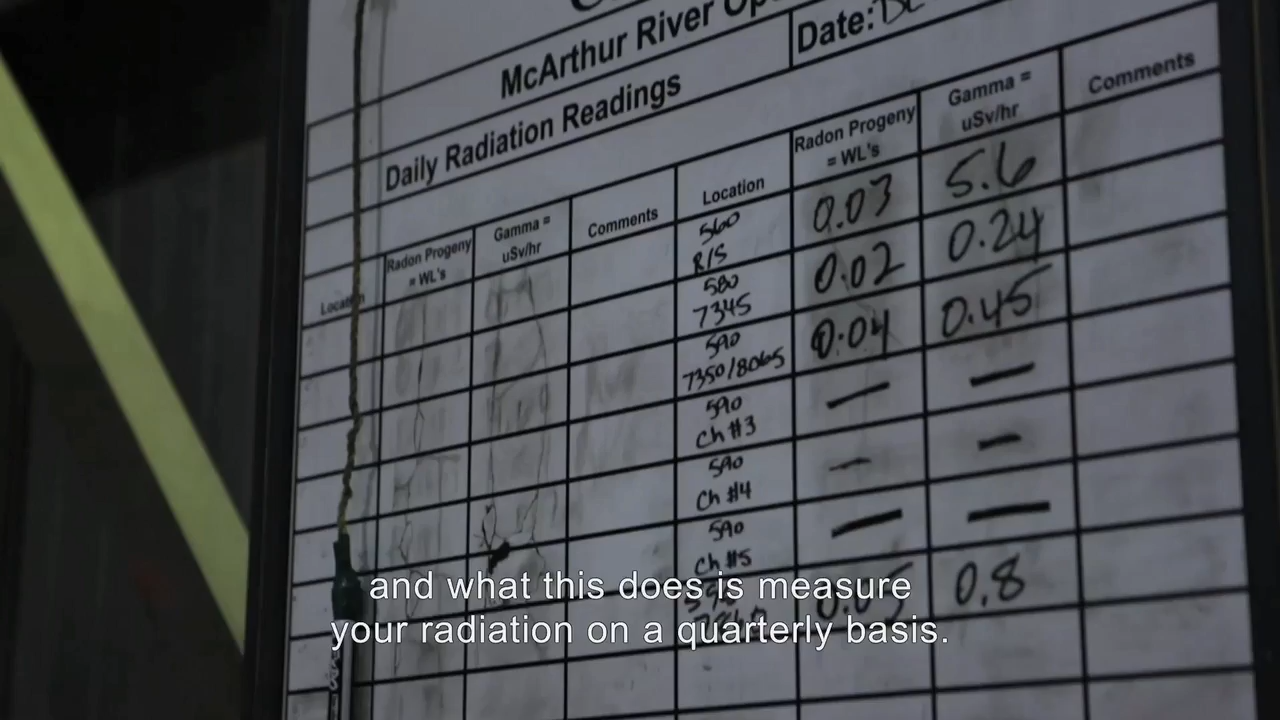 McArthur River
Date:
Daily Radiation Readings
Location
Radon Progeny
= WL's
Gamma =
uSv/hr
Comments
Location
Radon Progeny
= WL's
Gamma =
uSv/hr
Comments
560
R/S
0.03
5.6
580
7345
0.02
0.24
590
7350/8065
0.04
0.45
590
Ch #3
—
—
590
Ch #4
—
—
590
Ch #5
—
—
590
0.05
0.8
and what this does is measure
your radiation on a quarterly basis.